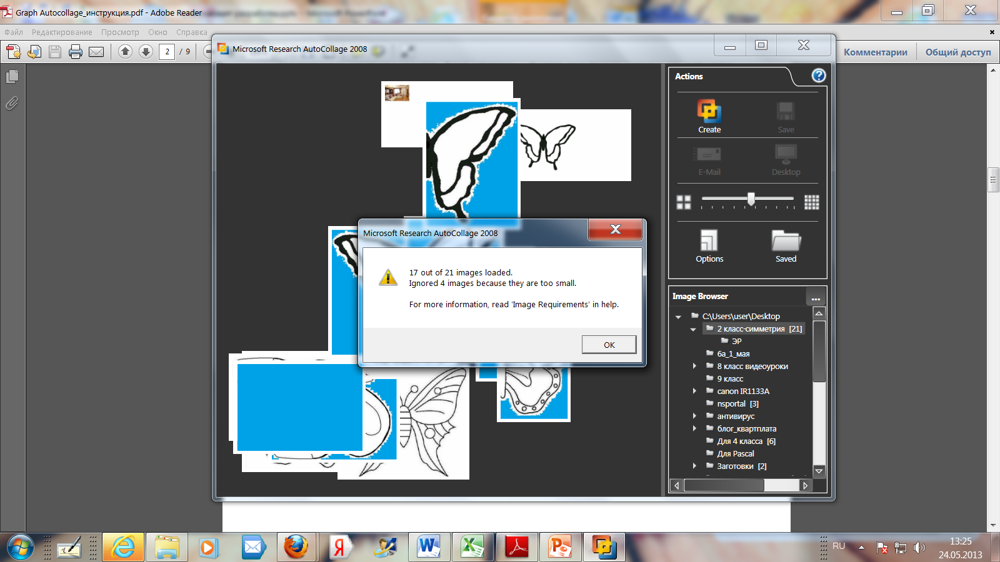 Graph Autocollage_инструкция.pdf - Adobe Reader
Файл Редактирование Просмотр Окно Справка
2 / 9
Комментарии Общий доступ
Microsoft Research AutoCollage 2008
Actions
Create
Save
E-Mail
Desktop
Options
Saved
Microsoft Research AutoCollage 2008
17 out of 21 images loaded.
Ignored 4 images because they are too small.
For more information, read 'Image Requirements' in help.
OK
Image Browser
...
C:\Users\user\Desktop
2 класс-симметрия [21]
ЭР
6а_1_мая
8 класс видеоуроки
9 класс
canon IR1133A
nsportal [3]
антивирус
блог_квартплата
Для 4 класса [6]
Для Pascal
Заготовки [2]
RU
13:25
24.05.2013